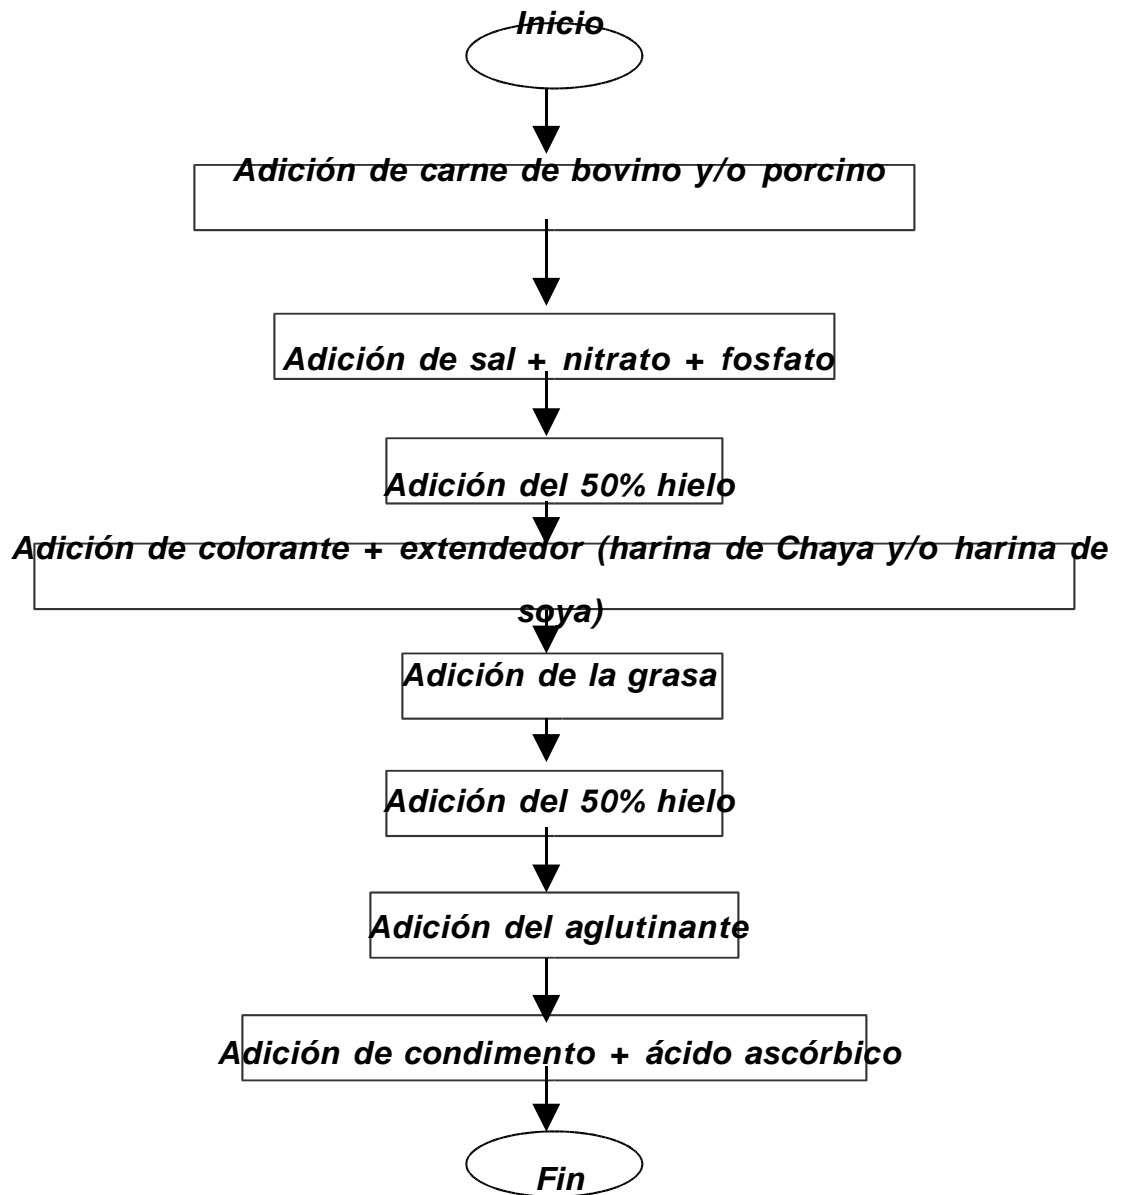 Inicio
Adición de carne de bovino y/o porcino
Adición de sal + nitrato + fosfato
Adición del 50% hielo
Adición de colorante + extendedor (harina de Chaya y/o harina de
soya)
Adición de la grasa
Adición del 50% hielo
Adición del aglutinante
Adición de condimento + ácido ascórbico
Fin